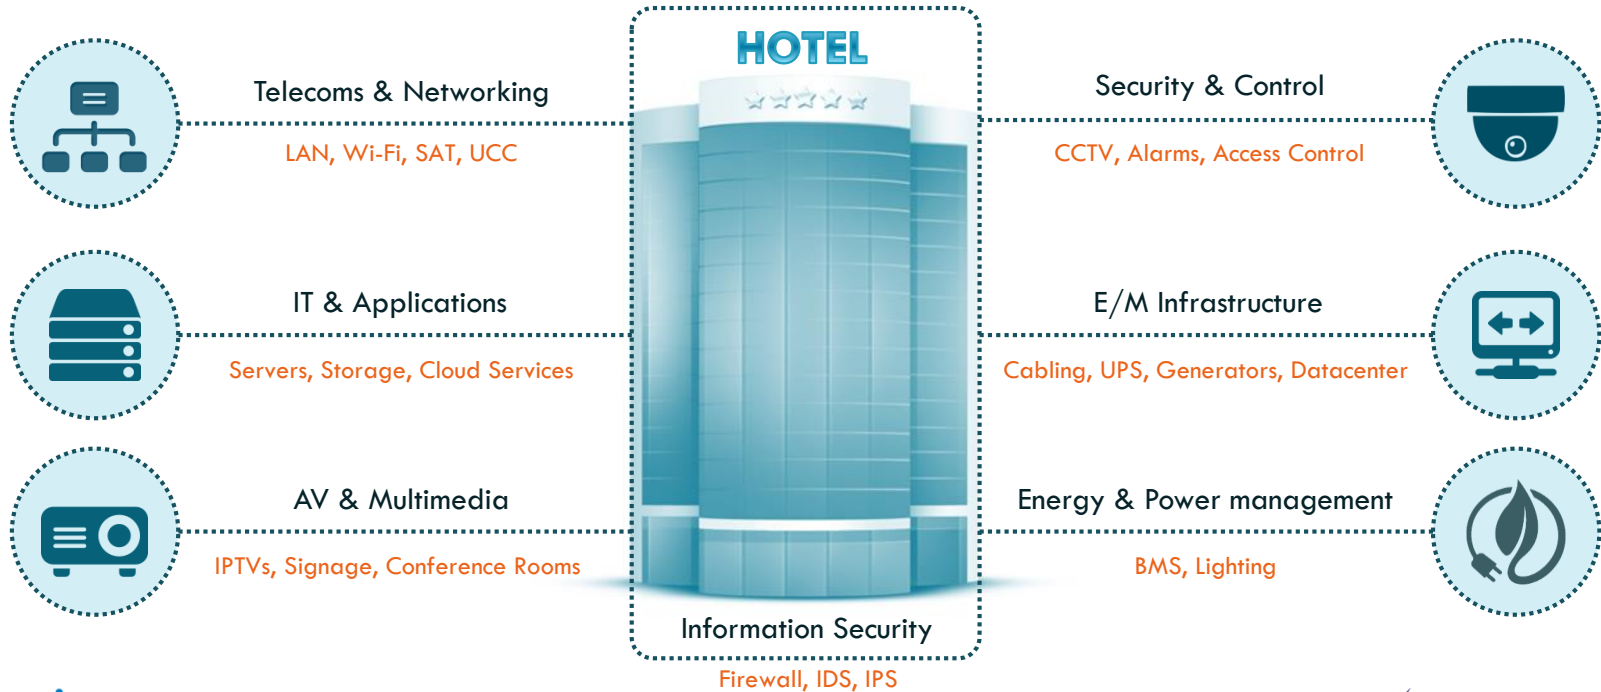 HOTEL
Telecoms & Networking
LAN, Wi-Fi, SAT, UCC
IT & Applications
Servers, Storage, Cloud Services
AV & Multimedia
IPTVs, Signage, Conference Rooms
Security & Control
CCTV, Alarms, Access Control
E/M Infrastructure
Cabling, UPS, Generators, Datacenter
Energy & Power management
BMS, Lighting
Information Security
Firewall, IDS, IPS